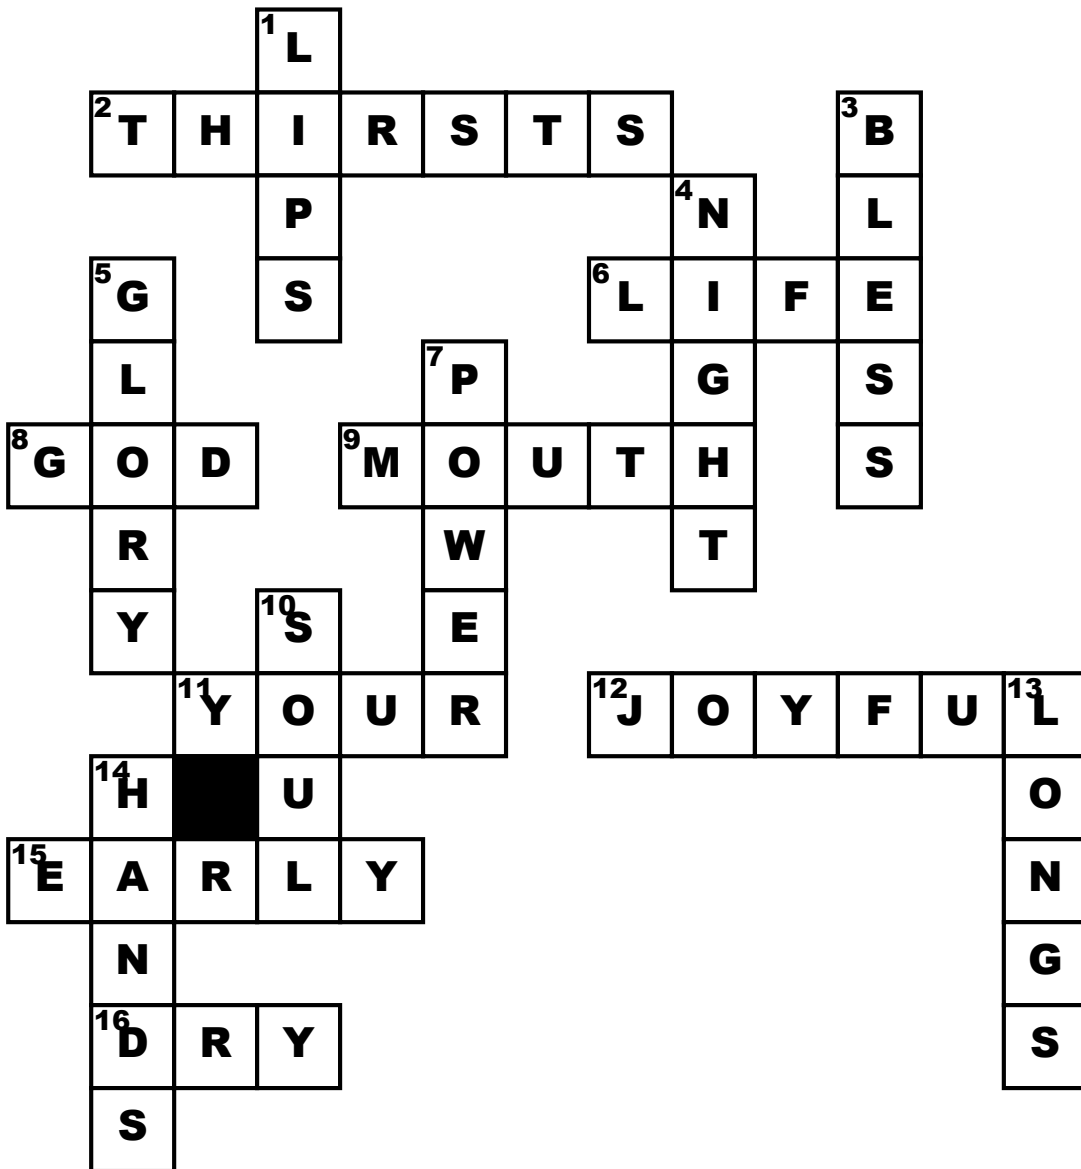 1 L
2 T H I R S T S 3 B
P 4 N L
5 G S 6 L I F E
L 7 P G S
8 G O D 9 M O U T H S
R W T
Y 10 S E
11 Y O U R 12 J O Y F U 13 L
14 H U O
15 E A R L Y N
N G
16 D R Y S
S